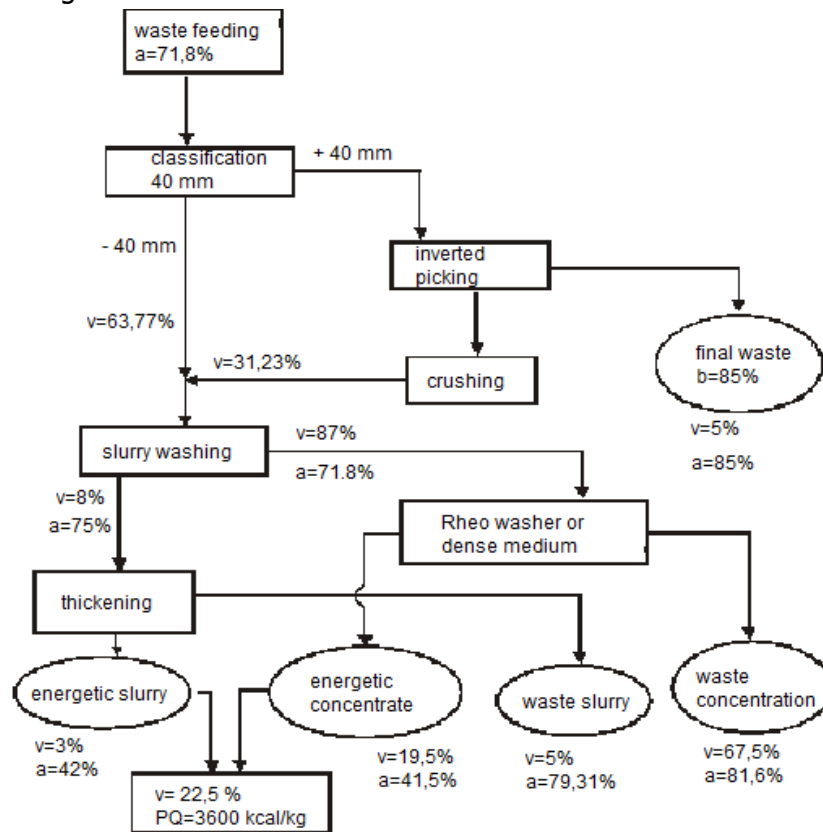 waste feeding
a=71,8%
classification
40 mm
+ 40 mm
- 40 mm
inverted
picking
v=63,77%
v=31,23%
crushing
final waste
b=85%
v=5%
a=85%
slurry washing
v=87%
a=71.8%
v=8%
a=75%
Rheo washer or
dense medium
thickening
energetic slurry
energetic
concentrate
waste slurry
waste
concentration
v=3%
a=42%
v=19,5%
a=41,5%
v=5%
a=79,31%
v=67,5%
a=81,6%
v= 22,5 %
PQ=3600 kcal/kg